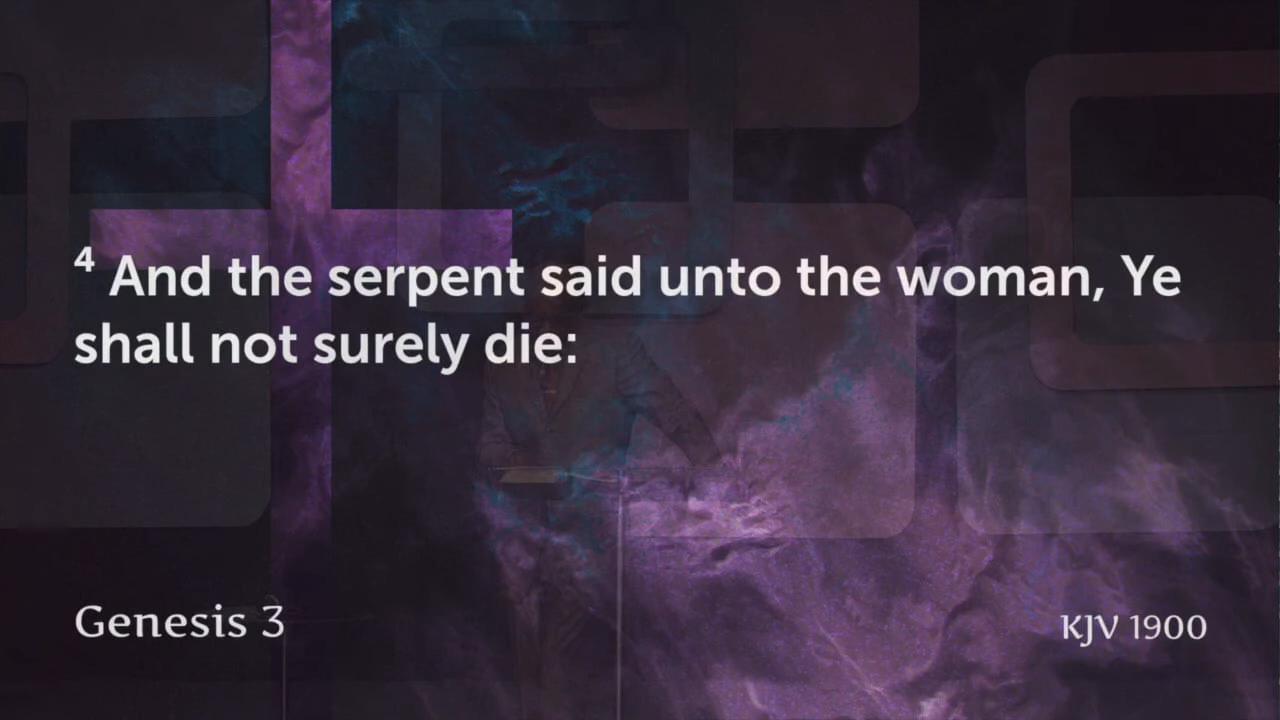 4 And the serpent said unto the woman, Ye
shall not surely die:
Genesis 3
KJV 1900